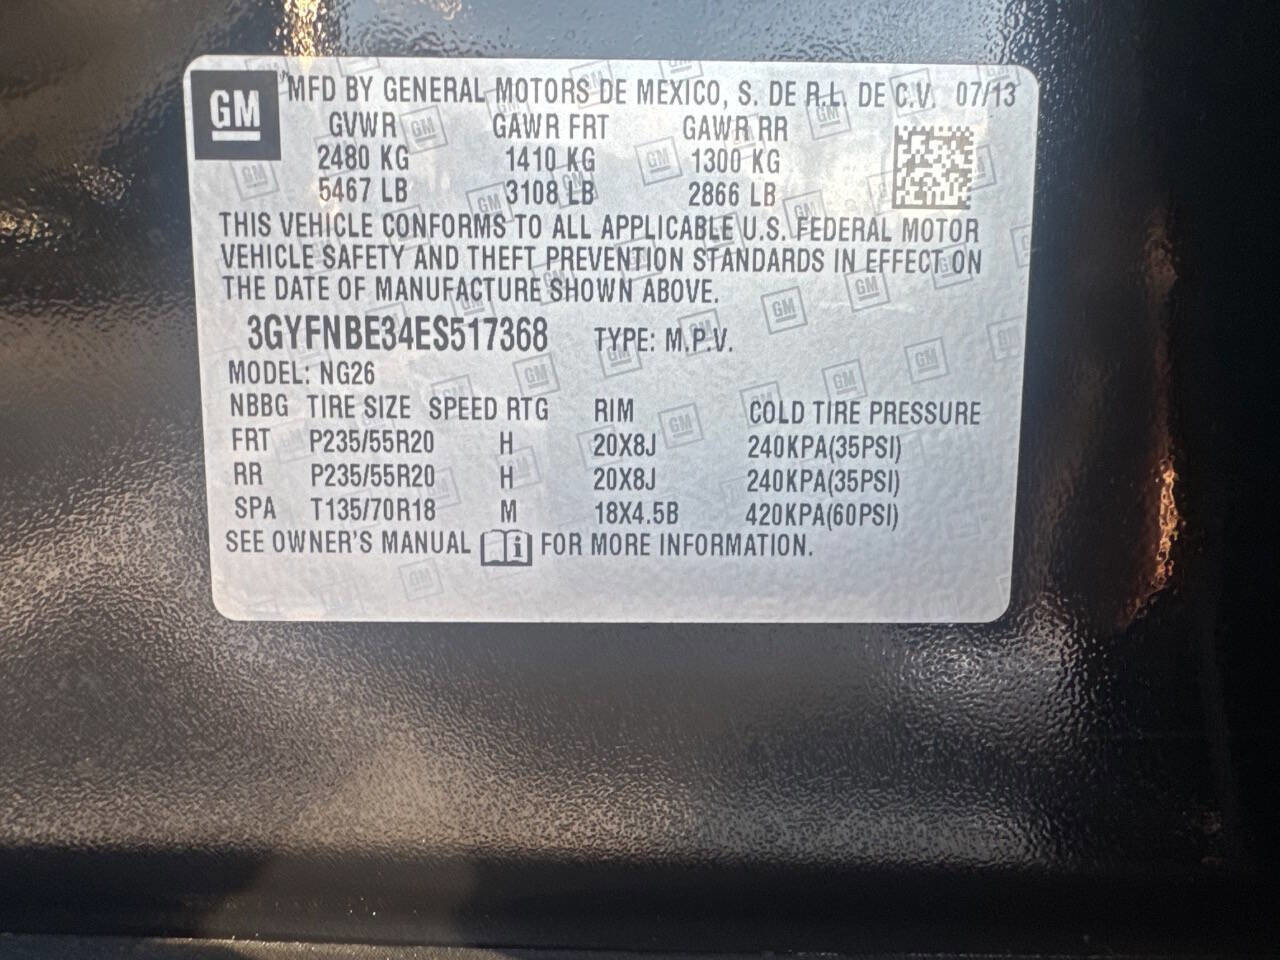 GM
MFD BY GENERAL MOTORS DE MEXICO, S. DE R.L. DE C.V. 07/13
GVWR GAWR FRT GAWR RR
2480 KG 1410 KG 1300 KG
5467 LB 3108 LB 2866 LB
THIS VEHICLE CONFORMS TO ALL APPLICABLE U.S. FEDERAL MOTOR
VEHICLE SAFETY AND THEFT PREVENTION STANDARDS IN EFFECT ON
THE DATE OF MANUFACTURE SHOWN ABOVE.
3GYFNBE34ES517368 TYPE: M.P.V.
MODEL: NG26
NBBG TIRE SIZE SPEED RTG RIM COLD TIRE PRESSURE
FRT P235/55R20 H 20X8J 240KPA(35PSI)
RR P235/55R20 H 20X8J 240KPA(35PSI)
SPA T135/70R18 M 18X4.5B 420KPA(60PSI)
SEE OWNER'S MANUAL i FOR MORE INFORMATION.